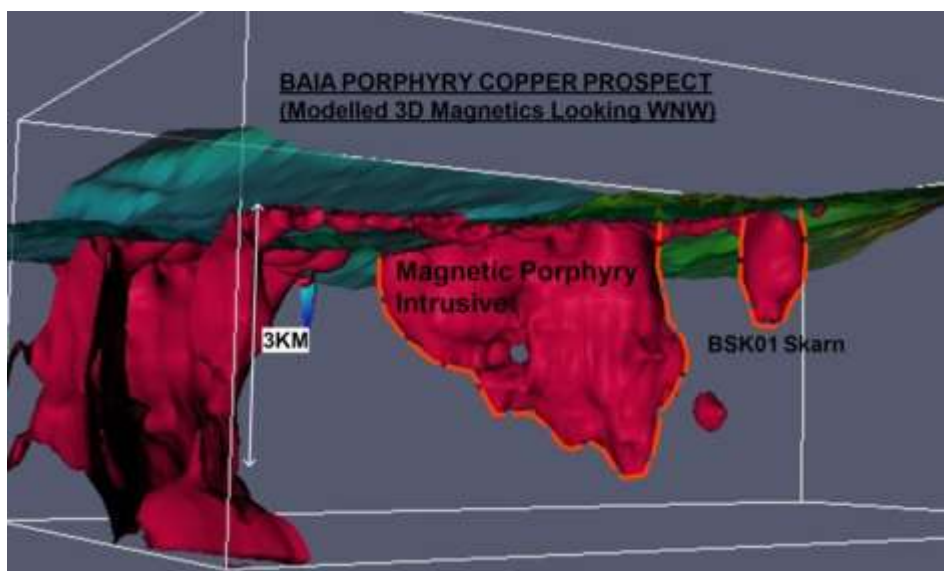 BAIA PORPHYRY COPPER PROSPECT
(Modelled 3D Magnetics Looking WNW)
Magnetic Porphyry
Intrusive
3KM
BSK01 Skarn